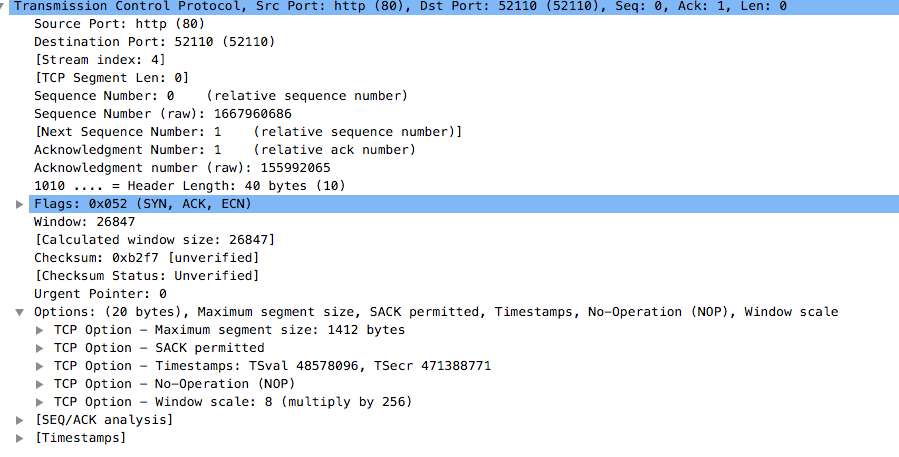 Transmission Control Protocol, Src Port: http (80), Dst Port: 52110 (52110), Seq: 0, Ack: 1, Len: 0
Source Port: http (80)
Destination Port: 52110 (52110)
[Stream index: 4]
[TCP Segment Len: 0]
Sequence Number: 0    (relative sequence number)
Sequence Number (raw): 1667960686
[Next Sequence Number: 1    (relative sequence number)]
Acknowledgment Number: 1    (relative ack number)
Acknowledgment number (raw): 155992065
1010 .... = Header Length: 40 bytes (10)
Flags: 0x052 (SYN, ACK, ECN)
Window: 26847
[Calculated window size: 26847]
Checksum: 0xb2f7 [unverified]
[Checksum Status: Unverified]
Urgent Pointer: 0
Options: (20 bytes), Maximum segment size, SACK permitted, Timestamps, No-Operation (NOP), Window scale
TCP Option – Maximum segment size: 1412 bytes
TCP Option – SACK permitted
TCP Option – Timestamps: TSval 48578096, TSecr 471388771
TCP Option – No-Operation (NOP)
TCP Option – Window scale: 8 (multiply by 256)
[SEQ/ACK analysis]
[Timestamps]